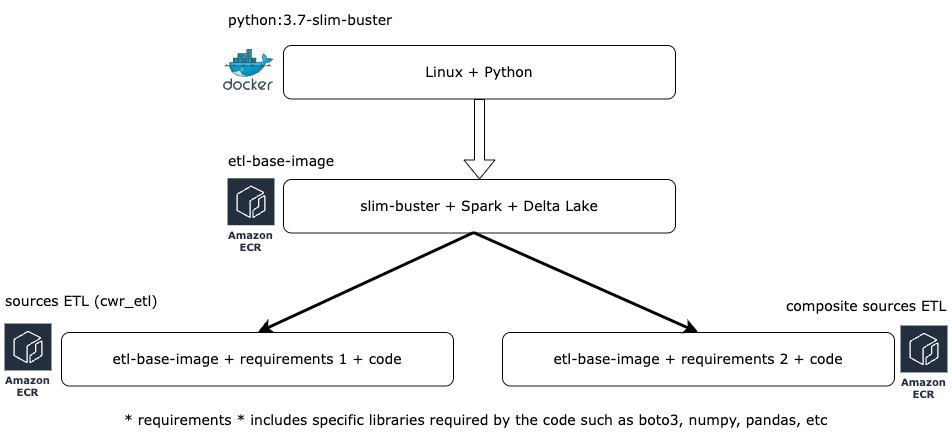 python:3.7-slim-buster
docker
Linux + Python
etl-base-image
Amazon
ECR
slim-buster + Spark + Delta Lake
sources ETL (cwr_etl)
Amazon
ECR
etl-base-image + requirements 1 + code
composite sources ETL
etl-base-image + requirements 2 + code
Amazon
ECR
* requirements * includes specific libraries required by the code such as boto3, numpy, pandas, etc